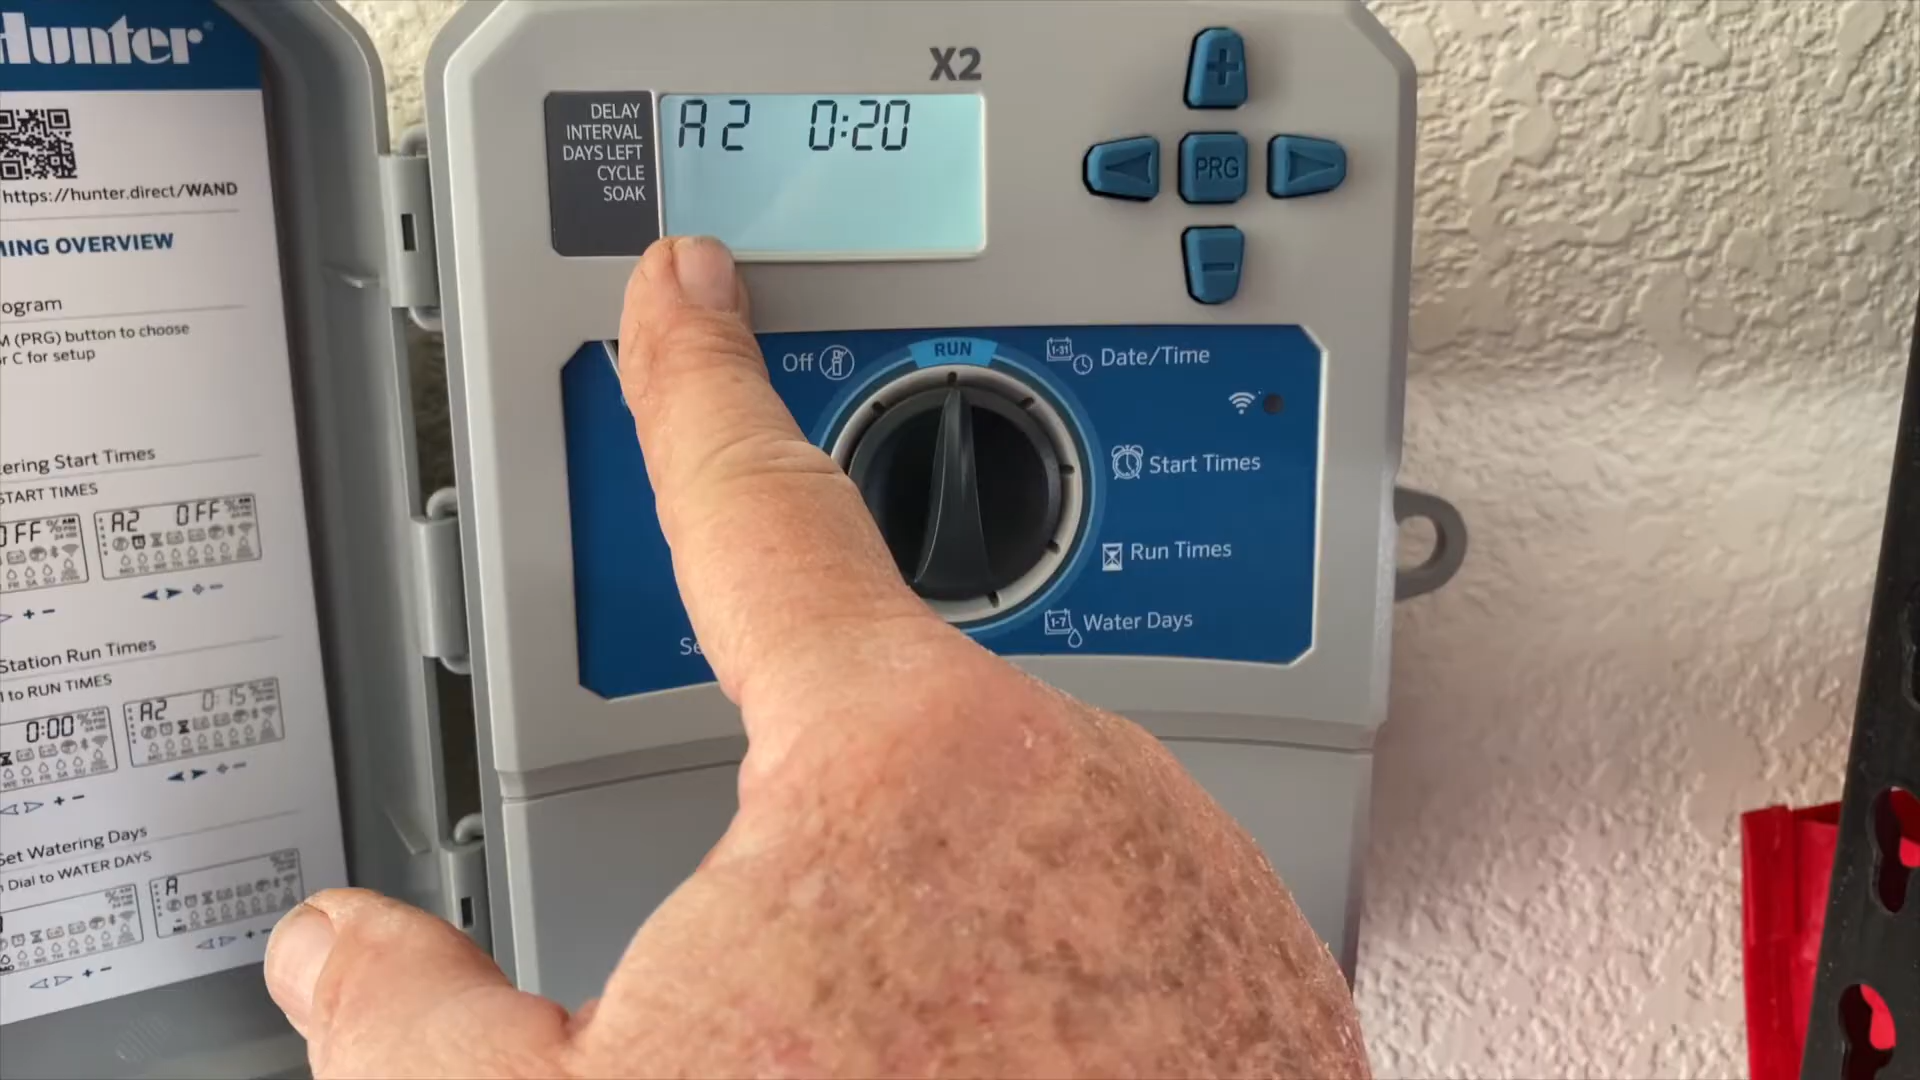 Hunter
https://hunter.direct/WAND
MING OVERVIEW
ogram
M (PRG) button to choose
r C for setup
tering Start Times
START TIMES
OFF
A2 OFF
Station Run Times
l to RUN TIMES
0:00
A2 0:15
Set Watering Days
Dial to WATER DAYS
A
X2
DELAY
INTERVAL
DAYS LEFT
CYCLE
SOAK
A2 0:20
+
PRG
-
Off
RUN
Date/Time
Start Times
Run Times
Water Days
Se